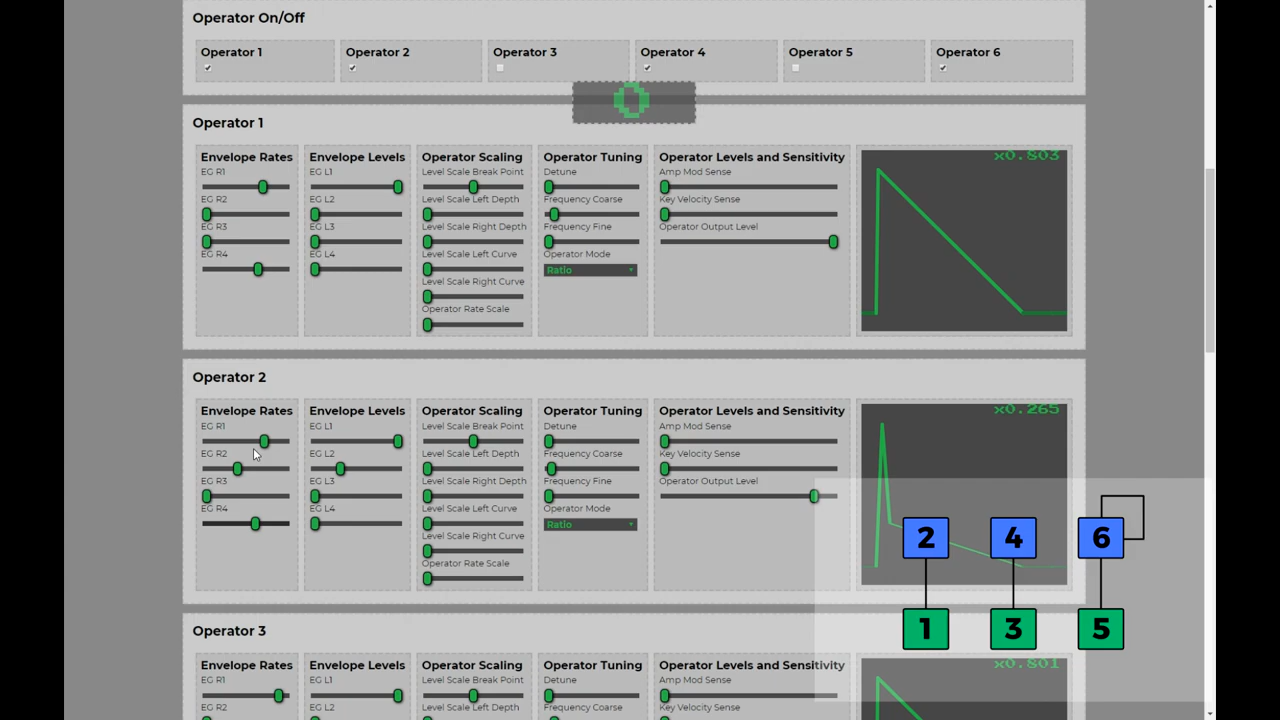 Operator On/Off
Operator 1 Operator 2 Operator 3 Operator 4 Operator 5 Operator 6
Operator 1
Envelope Rates Envelope Levels Operator Scaling Operator Tuning Operator Levels and Sensitivity x0.803
EG R1 EG L1 Level Scale Break Point Detune Amp Mod Sense
EG R2 EG L2 Level Scale Left Depth Frequency Coarse Key Velocity Sense
EG R3 EG L3 Level Scale Right Depth Frequency Fine Operator Output Level
EG R4 EG L4 Level Scale Left Curve Operator Mode
Ratio
Level Scale Right Curve
Operator Rate Scale
Operator 2
Envelope Rates Envelope Levels Operator Scaling Operator Tuning Operator Levels and Sensitivity x0.265
EG R1 EG L1 Level Scale Break Point Detune Amp Mod Sense
EG R2 EG L2 Level Scale Left Depth Frequency Coarse Key Velocity Sense
EG R3 EG L3 Level Scale Right Depth Frequency Fine Operator Output Level
EG R4 EG L4 Level Scale Left Curve Operator Mode
Ratio
Level Scale Right Curve
Operator Rate Scale
2 4 6
1 3 5
Operator 3
Envelope Rates Envelope Levels Operator Scaling Operator Tuning Operator Levels and Sensitivity x0.801
EG R1 EG L1 Level Scale Break Point Detune Amp Mod Sense
EG R2 EG L2 Level Scale Left Depth Frequency Coarse Key Velocity Sense